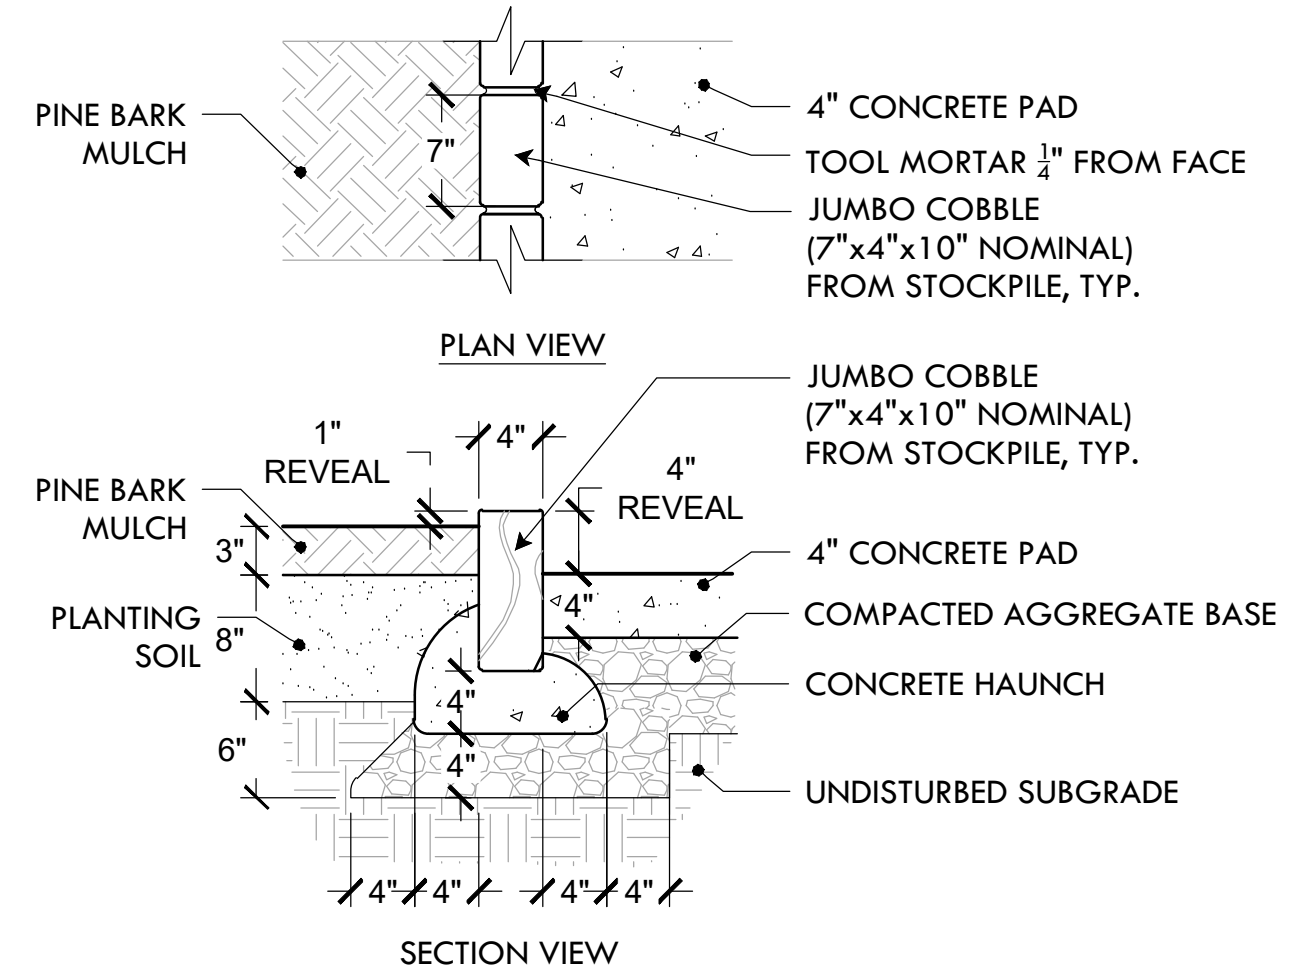 PINE BARK
MULCH
7"
4" CONCRETE PAD
TOOL MORTAR 1/4" FROM FACE
JUMBO COBBLE
(7"x4"x10" NOMINAL)
FROM STOCKPILE, TYP.
PLAN VIEW
JUMBO COBBLE
(7"x4"x10" NOMINAL)
FROM STOCKPILE, TYP.
1"
REVEAL
4"
4"
REVEAL
PINE BARK
MULCH
3"
4" CONCRETE PAD
PLANTING
SOIL
8"
4"
COMPACTED AGGREGATE BASE
4"
CONCRETE HAUNCH
6"
4"
UNDISTURBED SUBGRADE
4"
4"
4"
4"
SECTION VIEW